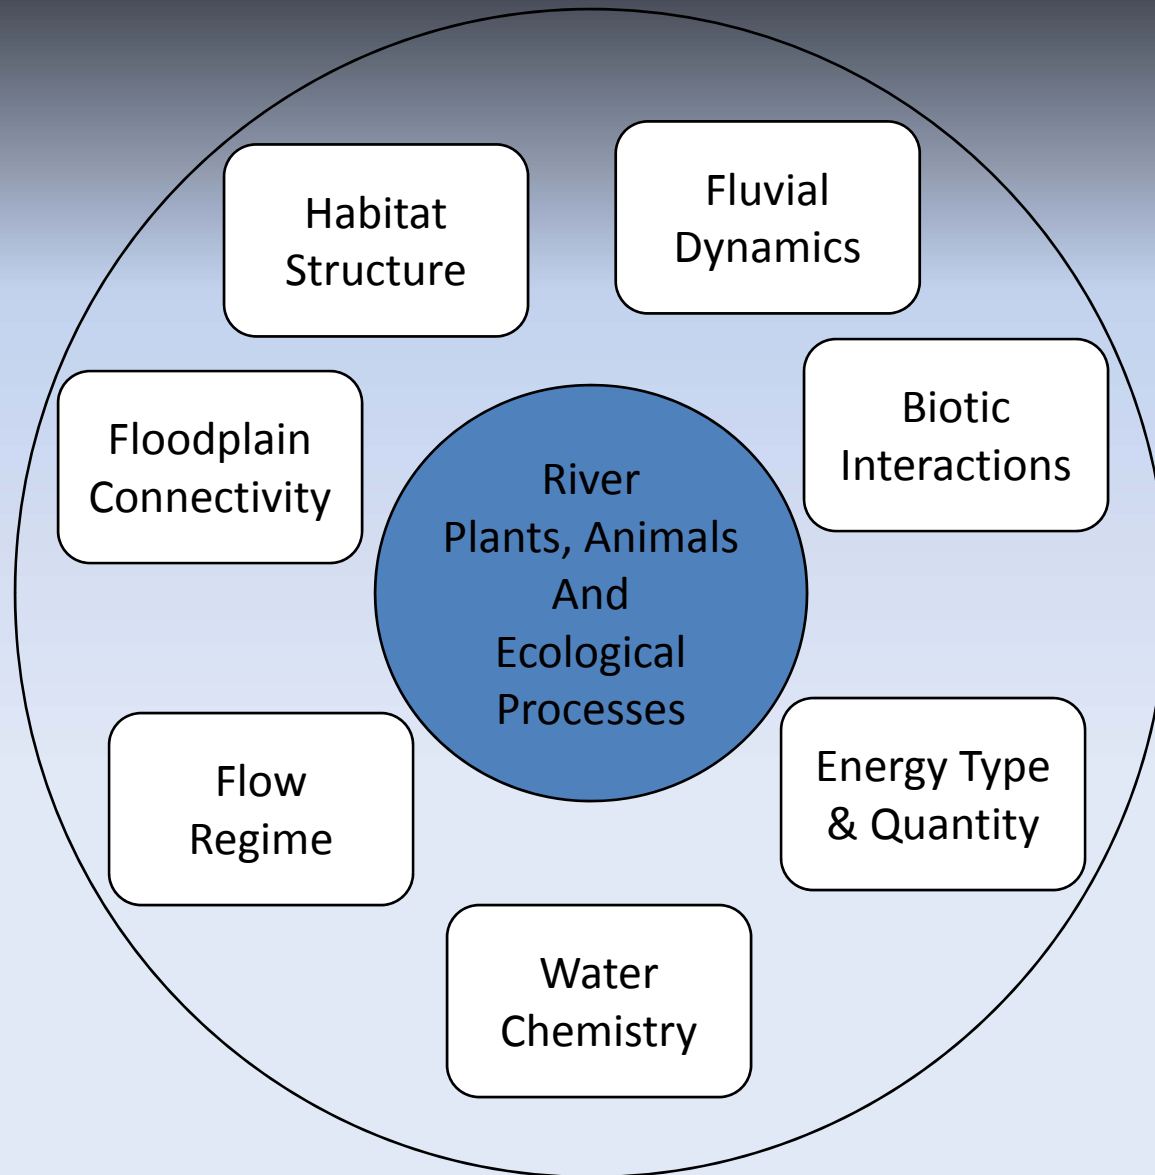 Habitat
Structure
Fluvial
Dynamics
Floodplain
Connectivity
Biotic
Interactions
River
Plants, Animals
And
Ecological
Processes
Flow
Regime
Energy Type
& Quantity
Water
Chemistry